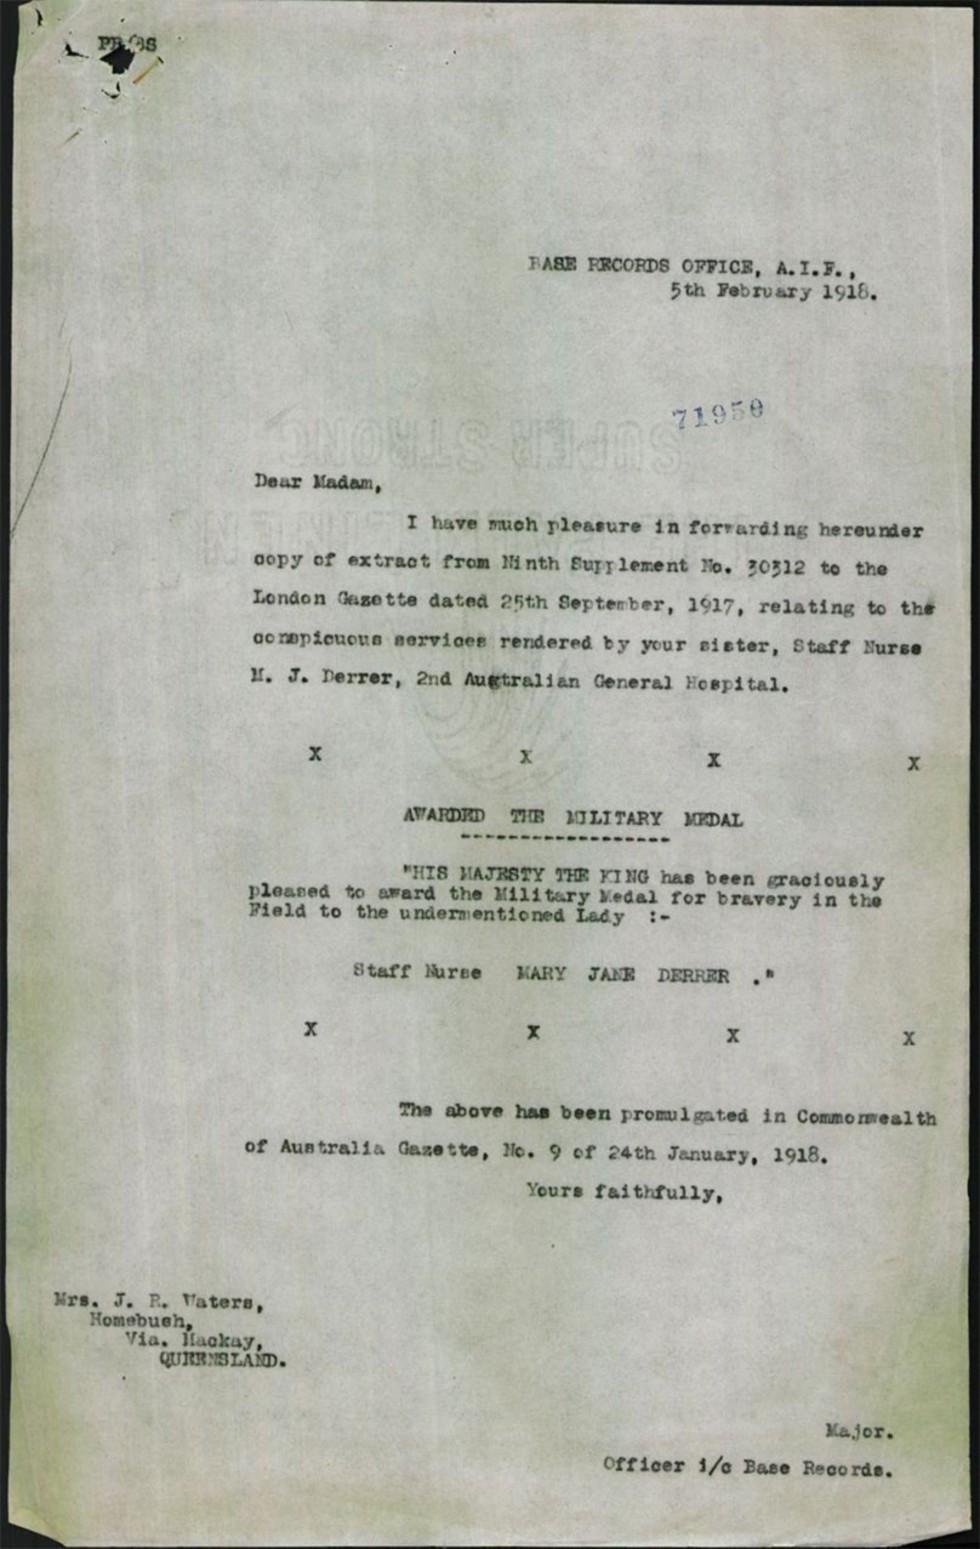 BASE RECORDS OFFICE, A.I.F.,
5th February 1918.
71950
SUPER STRONG
Dear Madam,
I have much pleasure in forwarding hereunder
copy of extract from Ninth Supplement No. 30312 to the
London Gazette dated 25th September, 1917, relating to the
conspicuous services rendered by your sister, Staff Nurse
M. J. Derrer, 2nd Australian General Hospital.
X X X X
AWARDED THE MILITARY MEDAL
-------------------
"HIS MAJESTY THE KING has been graciously
pleased to award the Military Medal for bravery in the
Field to the undermentioned Lady :-
Staff Nurse MARY JANE DERRER ."
X X X X
The above has been promulgated in Commonwealth
of Australia Gazette, No. 9 of 24th January, 1918.
Yours faithfully,
Mrs. J. R. Waters,
Homebush,
Via. Mackay,
QUEENSLAND.
Major.
Officer i/c Base Records.